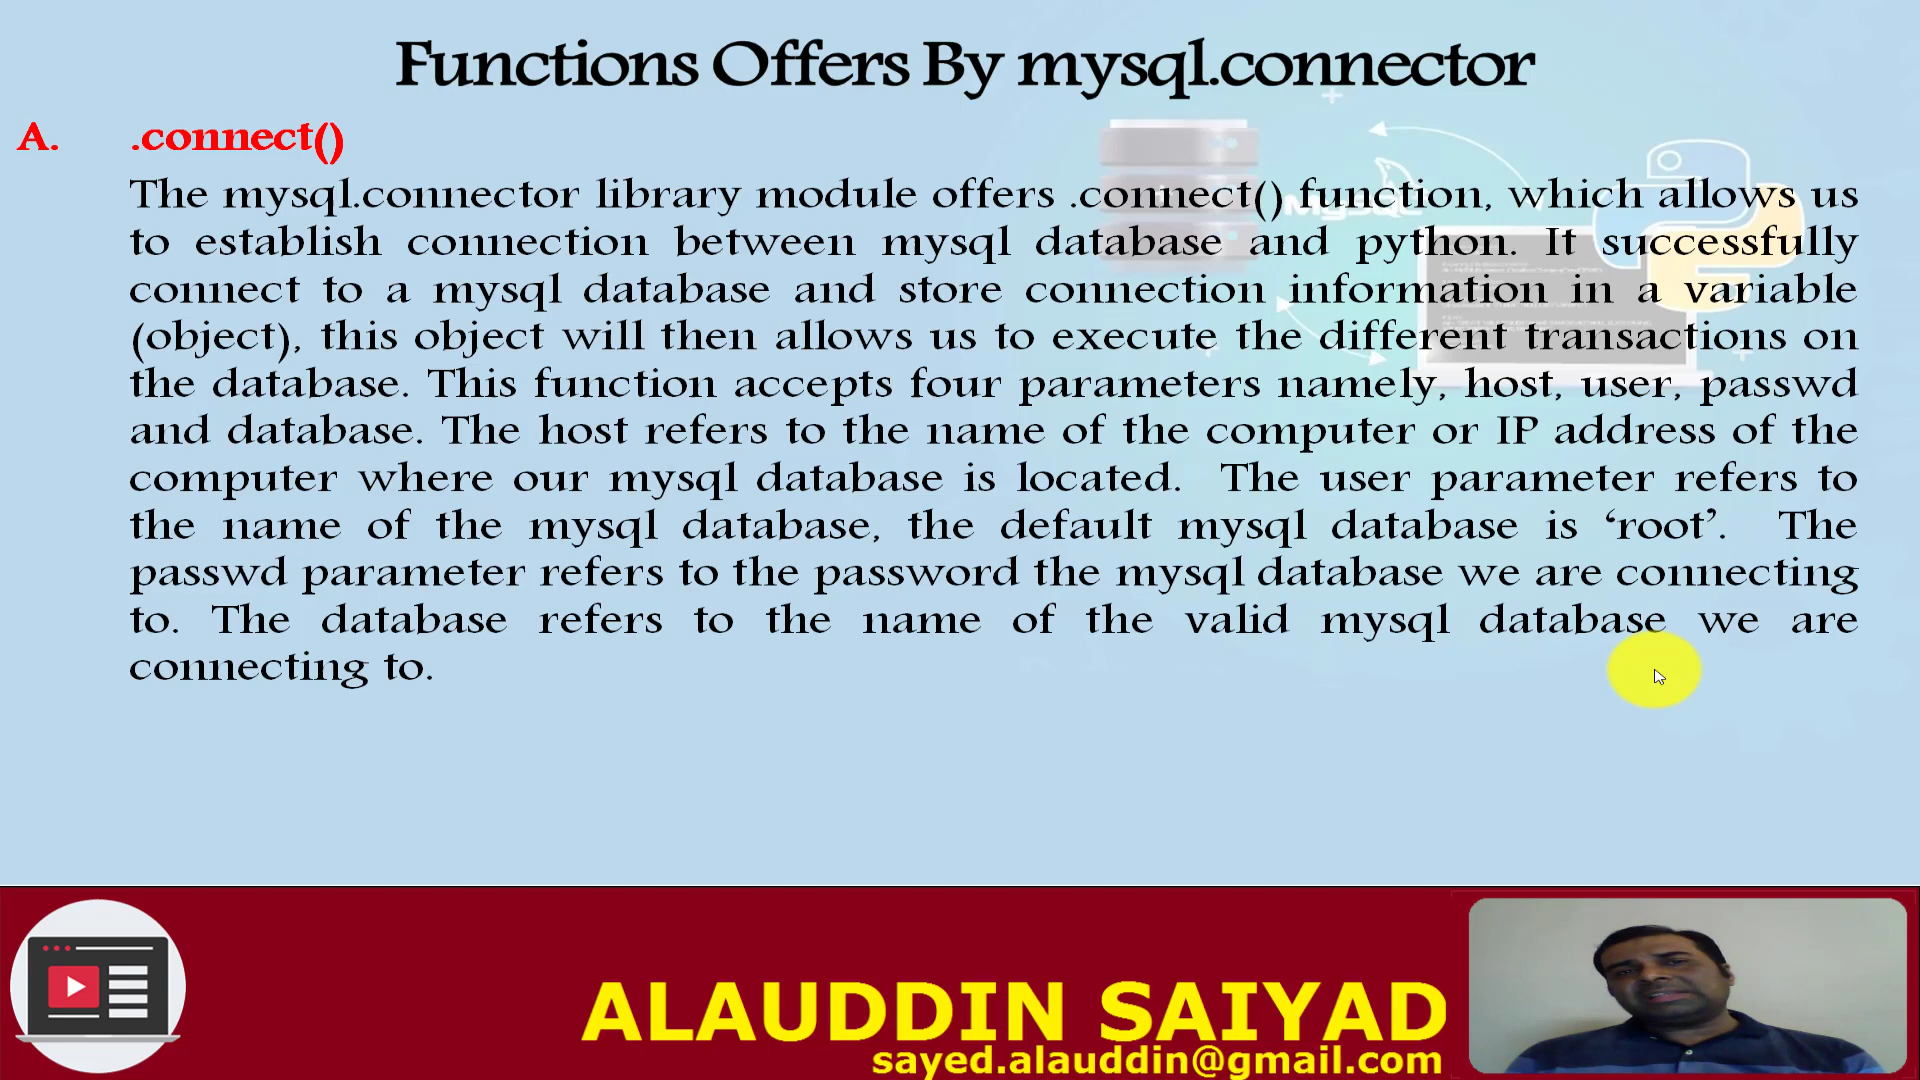 Functions Offers By mysql.connector
A. .connect()
The mysql.connector library module offers .connect() function, which allows us
to establish connection between mysql database and python. It successfully
connect to a mysql database and store connection information in a variable
(object), this object will then allows us to execute the different transactions on
the database. This function accepts four parameters namely, host, user, passwd
and database. The host refers to the name of the computer or IP address of the
computer where our mysql database is located. The user parameter refers to
the name of the mysql database, the default mysql database is ‘root’. The
passwd parameter refers to the password the mysql database we are connecting
to. The database refers to the name of the valid mysql database we are
connecting to.
MySQL
ALAUDDIN SAIYAD
sayed.alauddin@gmail.com